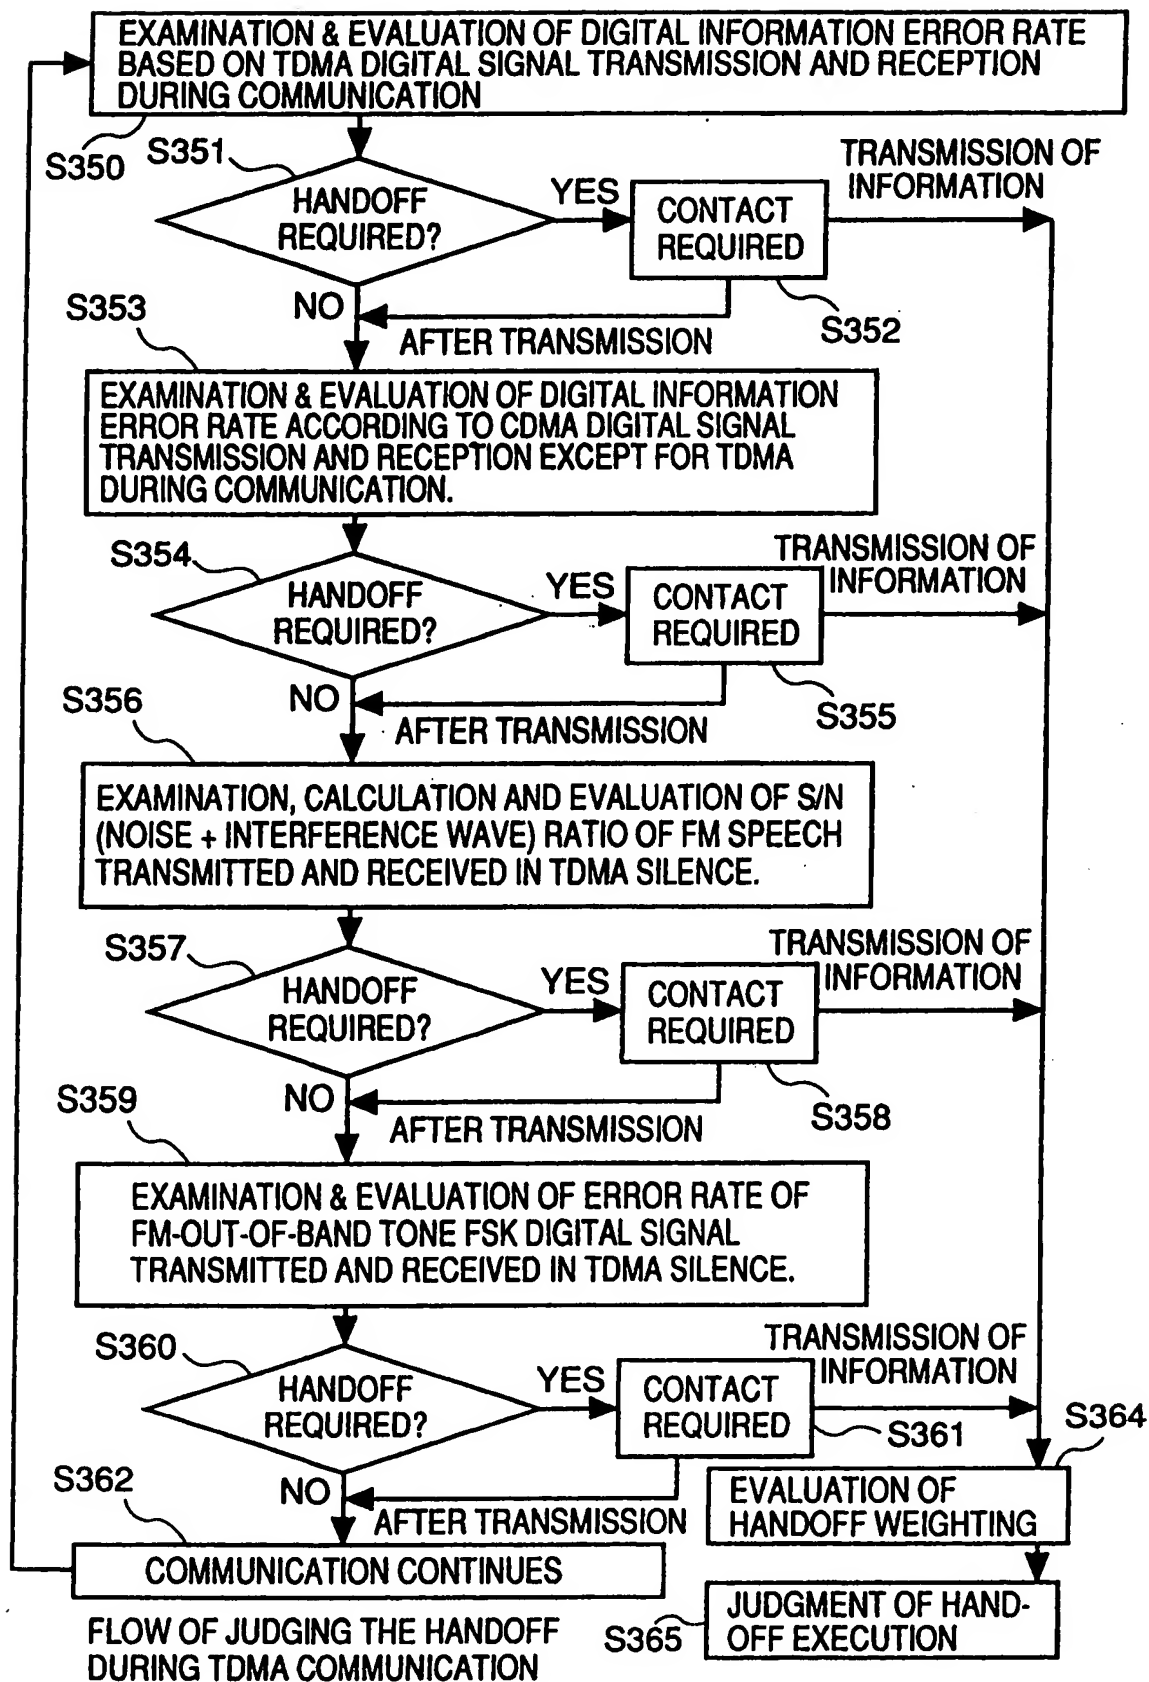 EXAMINATION & EVALUATION OF DIGITAL INFORMATION ERROR RATE
BASED ON TDMA DIGITAL SIGNAL TRANSMISSION AND RECEPTION
DURING COMMUNICATION
S350
S351
HANDOFF
REQUIRED?
YES
CONTACT
REQUIRED
TRANSMISSION OF
INFORMATION
S352
NO
AFTER TRANSMISSION
S353
EXAMINATION & EVALUATION OF DIGITAL INFORMATION
ERROR RATE ACCORDING TO CDMA DIGITAL SIGNAL
TRANSMISSION AND RECEPTION EXCEPT FOR TDMA
DURING COMMUNICATION.
S354
HANDOFF
REQUIRED?
YES
CONTACT
REQUIRED
TRANSMISSION OF
INFORMATION
S355
NO
AFTER TRANSMISSION
S356
EXAMINATION, CALCULATION AND EVALUATION OF S/N
(NOISE + INTERFERENCE WAVE) RATIO OF FM SPEECH
TRANSMITTED AND RECEIVED IN TDMA SILENCE.
S357
HANDOFF
REQUIRED?
YES
CONTACT
REQUIRED
TRANSMISSION OF
INFORMATION
S358
NO
AFTER TRANSMISSION
S359
EXAMINATION & EVALUATION OF ERROR RATE OF
FM-OUT-OF-BAND TONE FSK DIGITAL SIGNAL
TRANSMITTED AND RECEIVED IN TDMA SILENCE.
S360
HANDOFF
REQUIRED?
YES
CONTACT
REQUIRED
TRANSMISSION OF
INFORMATION
S361
NO
AFTER TRANSMISSION
S362
COMMUNICATION CONTINUES
S364
EVALUATION OF
HANDOFF WEIGHTING
S365
JUDGMENT OF HAND-
OFF EXECUTION
FLOW OF JUDGING THE HANDOFF
DURING TDMA COMMUNICATION